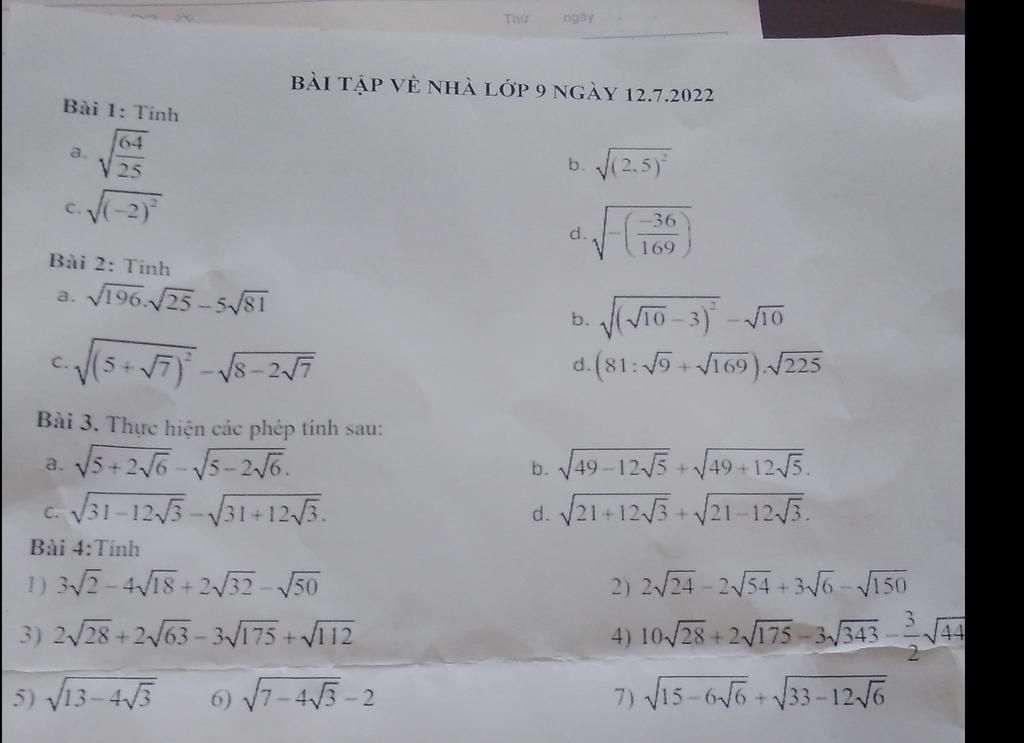 Thứ ngày
BÀI TẬP VỀ NHÀ LỚP 9 NGÀY 12.7.2022
Bài 1: Tính
a. √(64/25) b. √((2,5)²)
c. √((−2)²) d. √(−(−36/169))
Bài 2: Tính
a. √196.√25 − 5√81 b. √((√10 − 3)²) − √10
c. √((5 + √7)²) − √(8 − 2√7) d. (81 : √9 + √169).√225
Bài 3. Thực hiện các phép tính sau:
a. √(5 + 2√6) − √(5 − 2√6). b. √(49 − 12√5) + √(49 + 12√5).
c. √(31 − 12√3) − √(31 + 12√3). d. √(21 + 12√3) + √(21 − 12√3).
Bài 4:Tính
1) 3√2 − 4√18 + 2√32 − √50 2) 2√24 − 2√54 + 3√6 − √150
3) 2√28 + 2√63 − 3√175 + √112 4) 10√28 + 2√175 − 3√343 − 3/2√44
5) √(13 − 4√3) 6) √(7 − 4√3) − 2 7) √(15 − 6√6) + √(33 − 12√6)